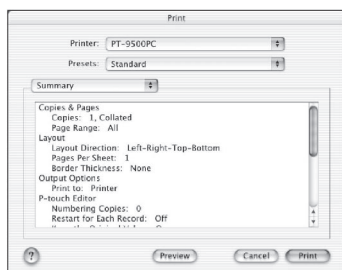 Print
Printer: PT-9500PC
Presets: Standard
Summary
Copies & Pages
Copies: 1, Collated
Page Range: All
Layout
Layout Direction: Left-Right-Top-Bottom
Pages Per Sheet: 1
Border Thickness: None
Output Options
Print to: Printer
P-touch Editor
Numbering Copies: 0
Restart for Each Record: Off
?
Preview
Cancel
Print